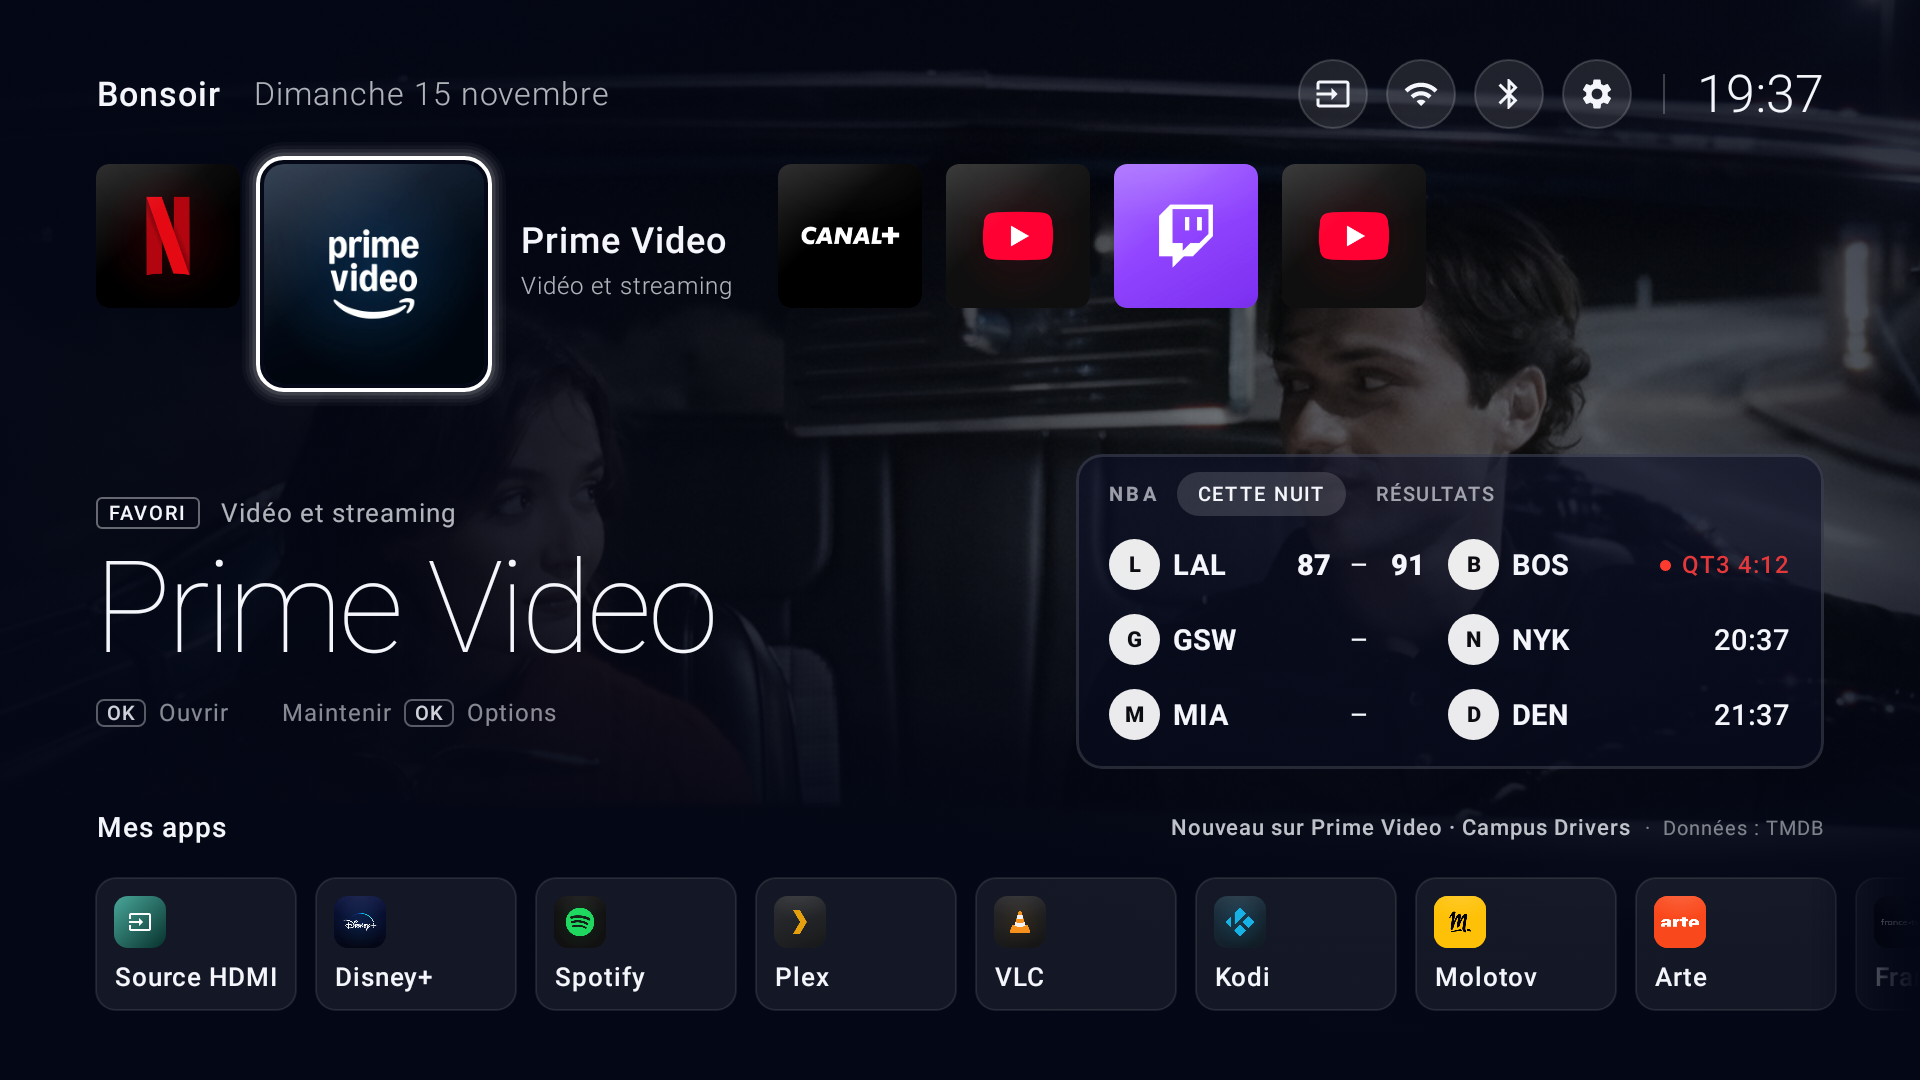 Bonsoir Dimanche 15 novembre
19:37
prime video
Prime Video
Vidéo et streaming
CANAL+
FAVORI Vidéo et streaming
Prime Video
OK Ouvrir Maintenir OK Options
NBA CETTE NUIT RÉSULTATS
L LAL 87 – 91 B BOS • QT3 4:12
G GSW – N NYK 20:37
M MIA – D DEN 21:37
Mes apps
Nouveau sur Prime Video · Campus Drivers · Données : TMDB
Disney+
arte
Source HDMI
Disney+
Spotify
Plex
VLC
Kodi
Molotov
Arte